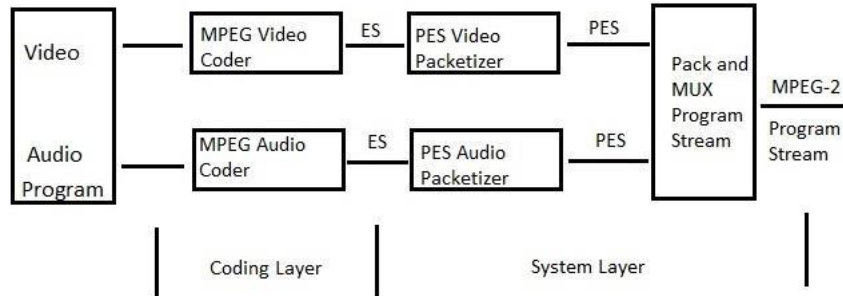 Video
Audio
Program
MPEG Video
Coder
ES
PES Video
Packetizer
PES
MPEG Audio
Coder
ES
PES Audio
Packetizer
PES
Pack and
MUX
Program
Stream
MPEG-2
Program
Stream
Coding Layer
System Layer